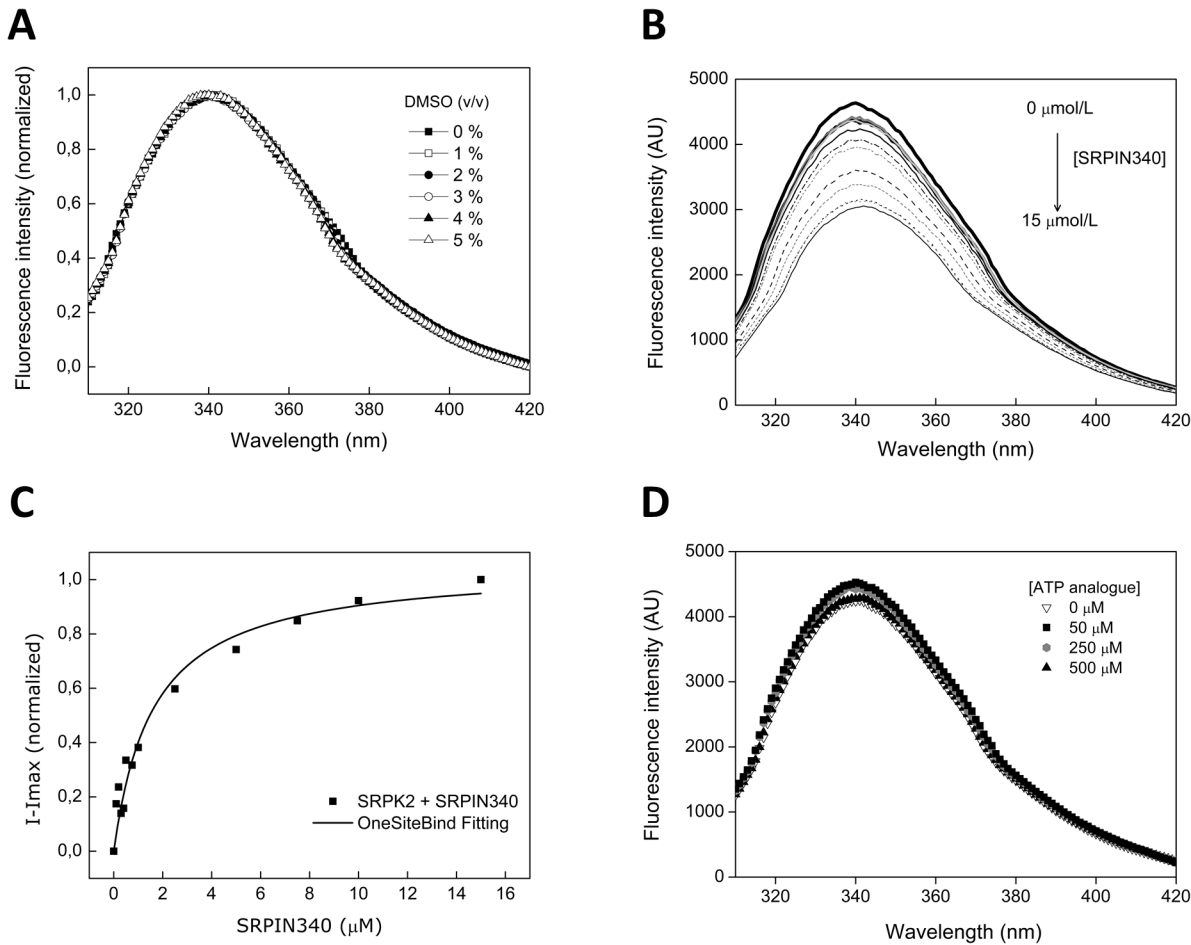 A
Fluorescence intensity (normalized)
1,0
0,8
0,6
0,4
0,2
0,0
DMSO (v/v)
0 %
1 %
2 %
3 %
4 %
5 %
320 340 360 380 400 420
Wavelength (nm)
B
Fluorescence intensity (AU)
5000
4000
3000
2000
1000
0
0 μmol/L
[SRPIN340]
15 μmol/L
320 340 360 380 400 420
Wavelength (nm)
C
I-Imax (normalized)
1,0
0,8
0,6
0,4
0,2
0,0
SRPK2 + SRPIN340
OneSiteBind Fitting
0 2 4 6 8 10 12 14 16
SRPIN340 (μM)
D
Fluorescence intensity (AU)
5000
4000
3000
2000
1000
0
[ATP analogue]
0 μM
50 μM
250 μM
500 μM
320 340 360 380 400 420
Wavelength (nm)